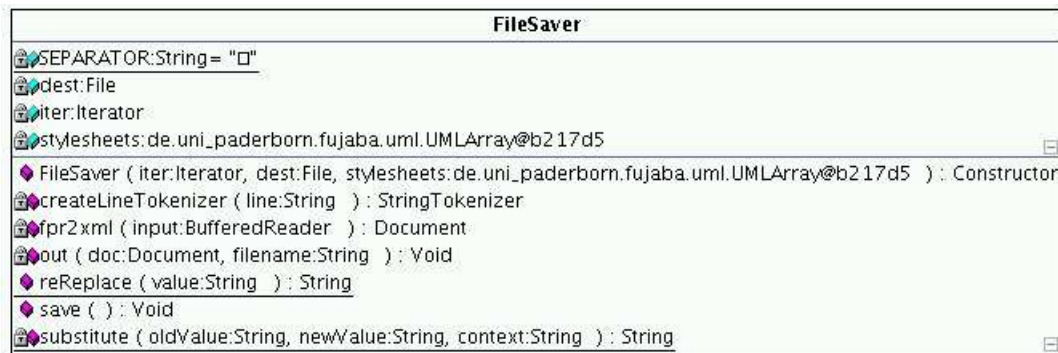 FileSaver
SEPARATOR:String= "□"
dest:File
iter:Iterator
stylesheets:de.uni_paderborn.fujaba.uml.UMLArray@b217d5
FileSaver ( iter:Iterator, dest:File, stylesheets:de.uni_paderborn.fujaba.uml.UMLArray@b217d5 ) : Constructor
createLineTokenizer ( line:String ) : StringTokenizer
fpr2xml ( input:BufferedReader ) : Document
out ( doc:Document, filename:String ) : Void
reReplace ( value:String ) : String
save ( ) : Void
substitute ( oldValue:String, newValue:String, context:String ) : String